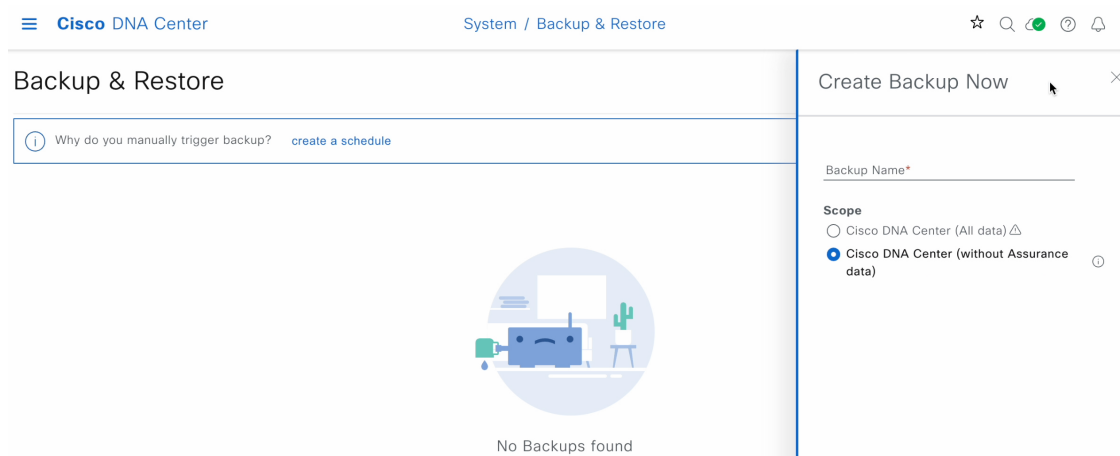 Cisco DNA Center
System / Backup & Restore
Backup & Restore
Create Backup Now
Why do you manually trigger backup? create a schedule
Backup Name*
Scope
Cisco DNA Center (All data)
Cisco DNA Center (without Assurance
data)
No Backups found